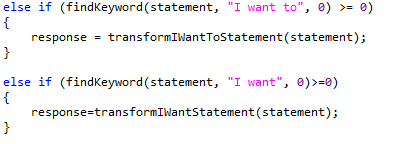 else if (findKeyword(statement, "I want to", 0) >= 0)
{
    response = transformIWantToStatement(statement);
}
else if (findKeyword(statement, "I want", 0)>=0)
{
    response=transformIWantStatement(statement);
}